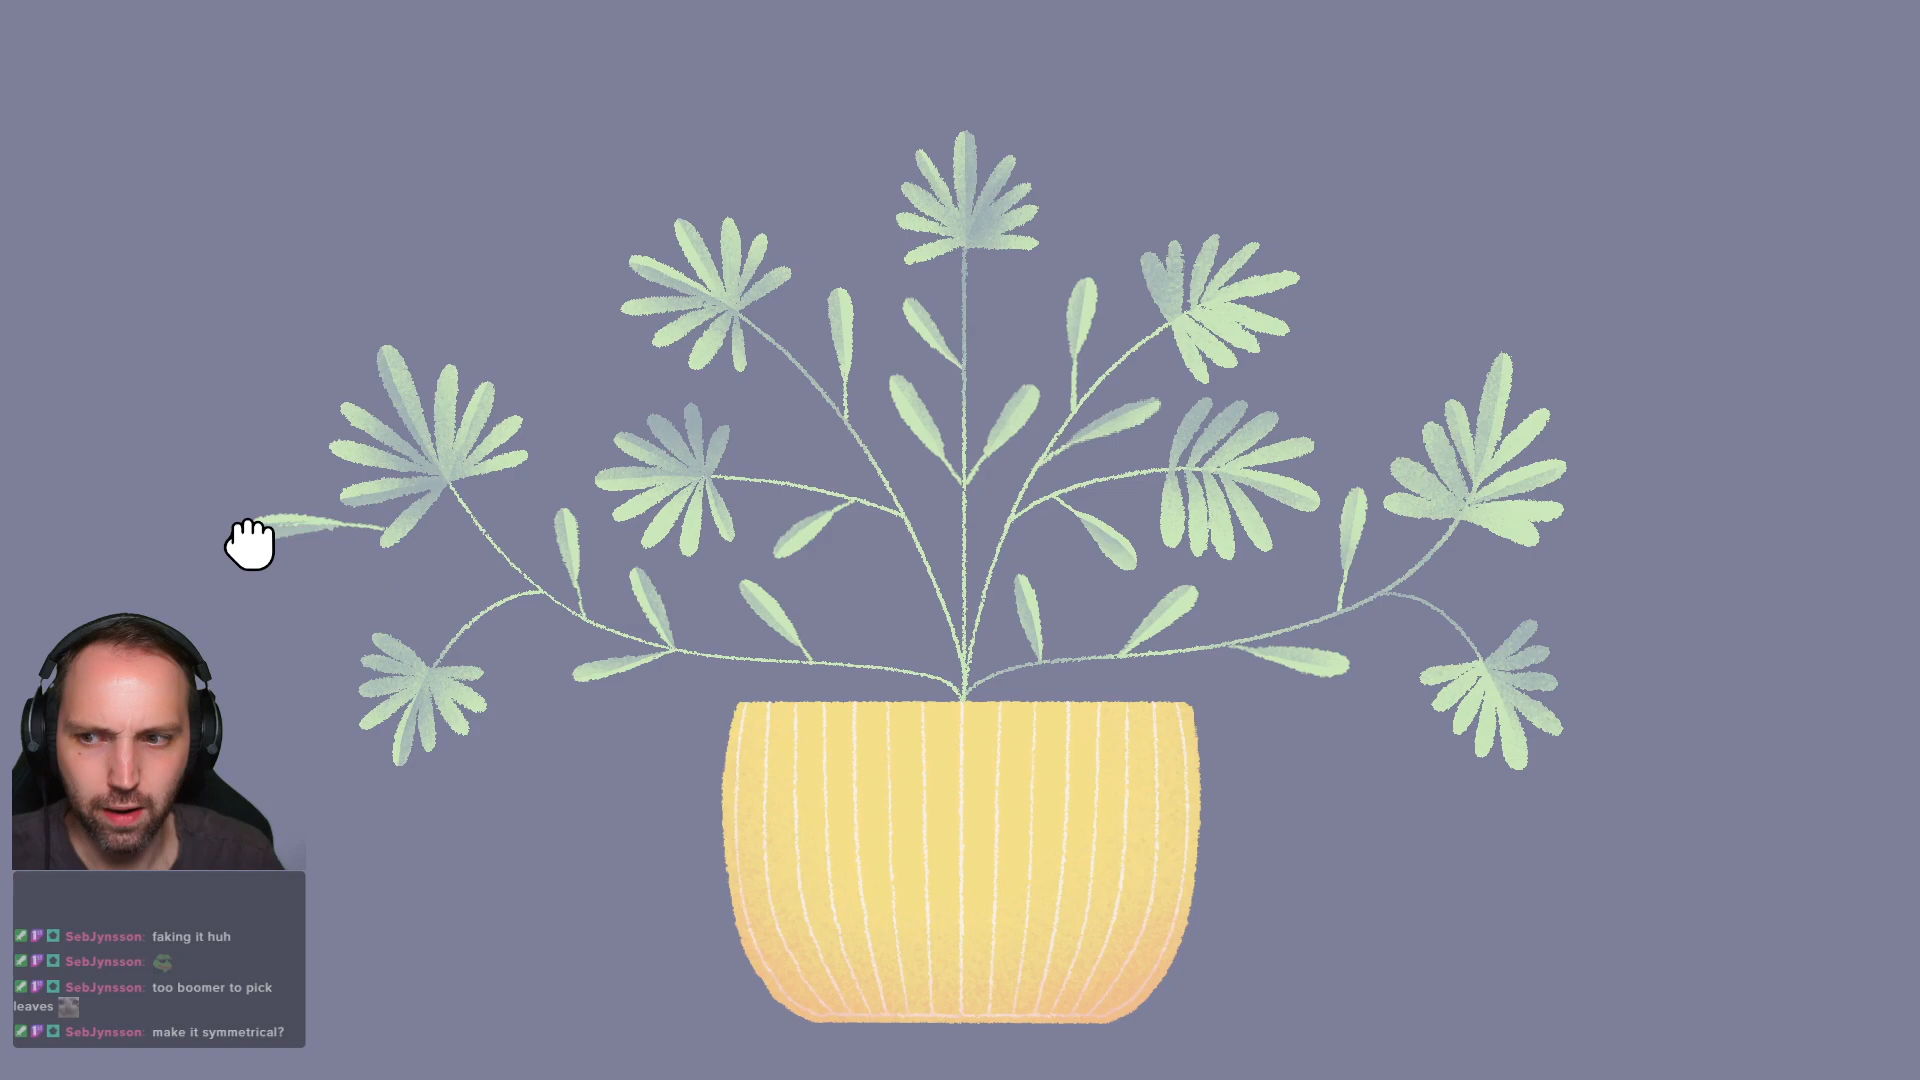 SebJynsson: faking it huh
SebJynsson:
SebJynsson: too boomer to pick
leaves
SebJynsson: make it symmetrical?